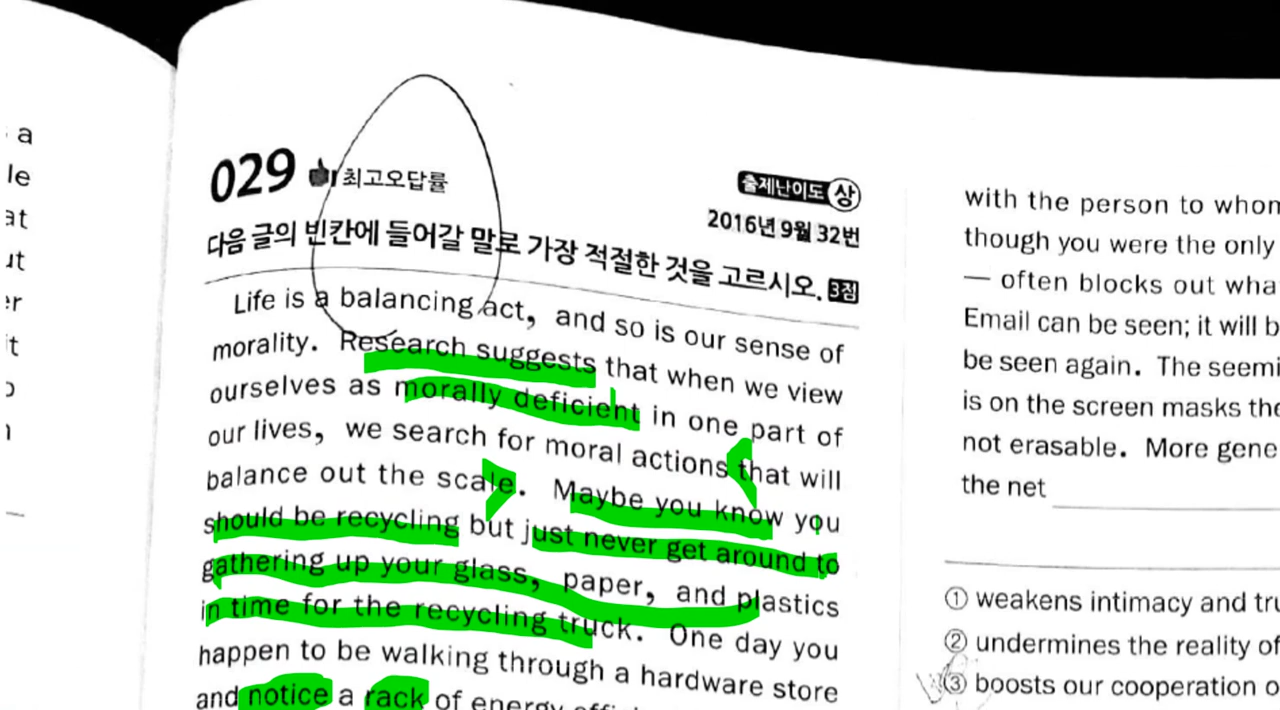 a
le
at
ut
er
it
029 최고오답률
출제난이도 상
2016년 9월 32번
다음 글의 빈칸에 들어갈 말로 가장 적절한 것을 고르시오. 3점
Life is a balancing act, and so is our sense of
morality. Research suggests that when we view
ourselves as morally deficient in one part of
our lives, we search for moral actions that will
balance out the scale. Maybe you know you
should be recycling but just never get around to
gathering up your glass, paper, and plastics
in time for the recycling truck. One day you
happen to be walking through a hardware store
and notice a rack of energy
with the person to whom
though you were the only
— often blocks out wha
Email can be seen; it will b
be seen again. The seemi
is on the screen masks the
not erasable. More gene
the net
① weakens intimacy and tru
② undermines the reality of
③ boosts our cooperation o